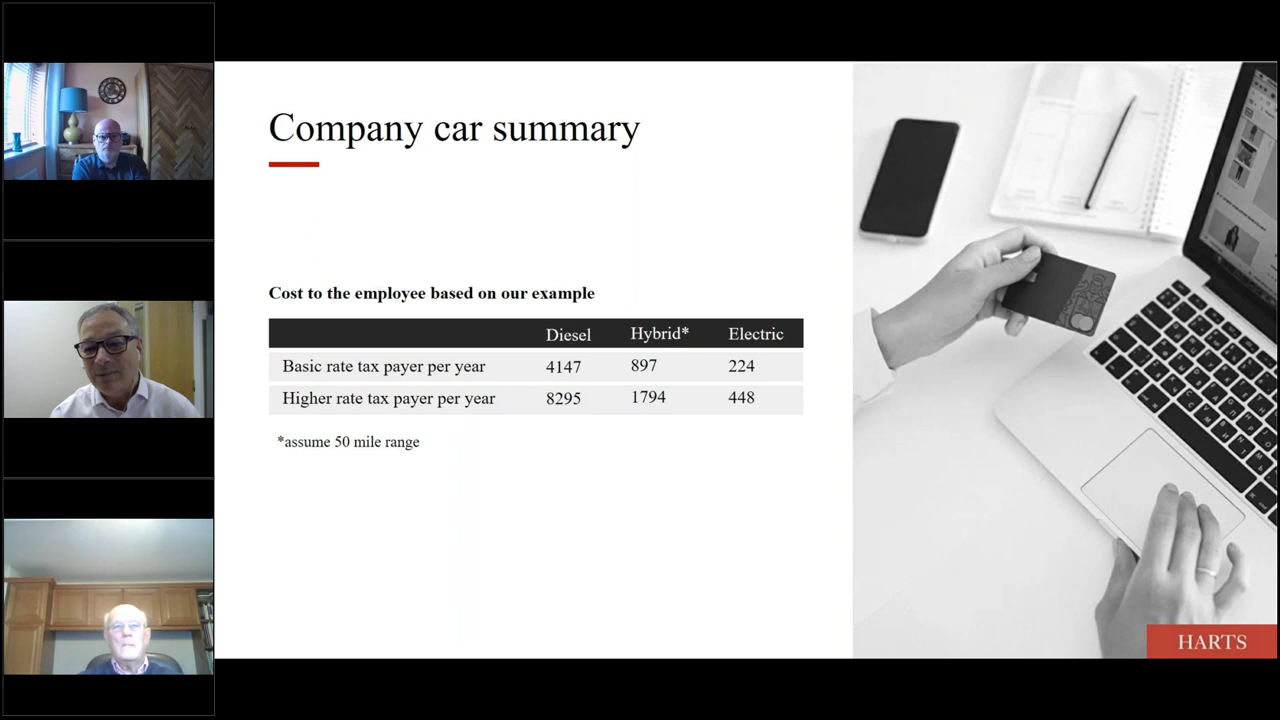 Company car summary
Cost to the employee based on our example
Diesel Hybrid* Electric
Basic rate tax payer per year 4147 897 224
Higher rate tax payer per year 8295 1794 448
*assume 50 mile range
HARTS